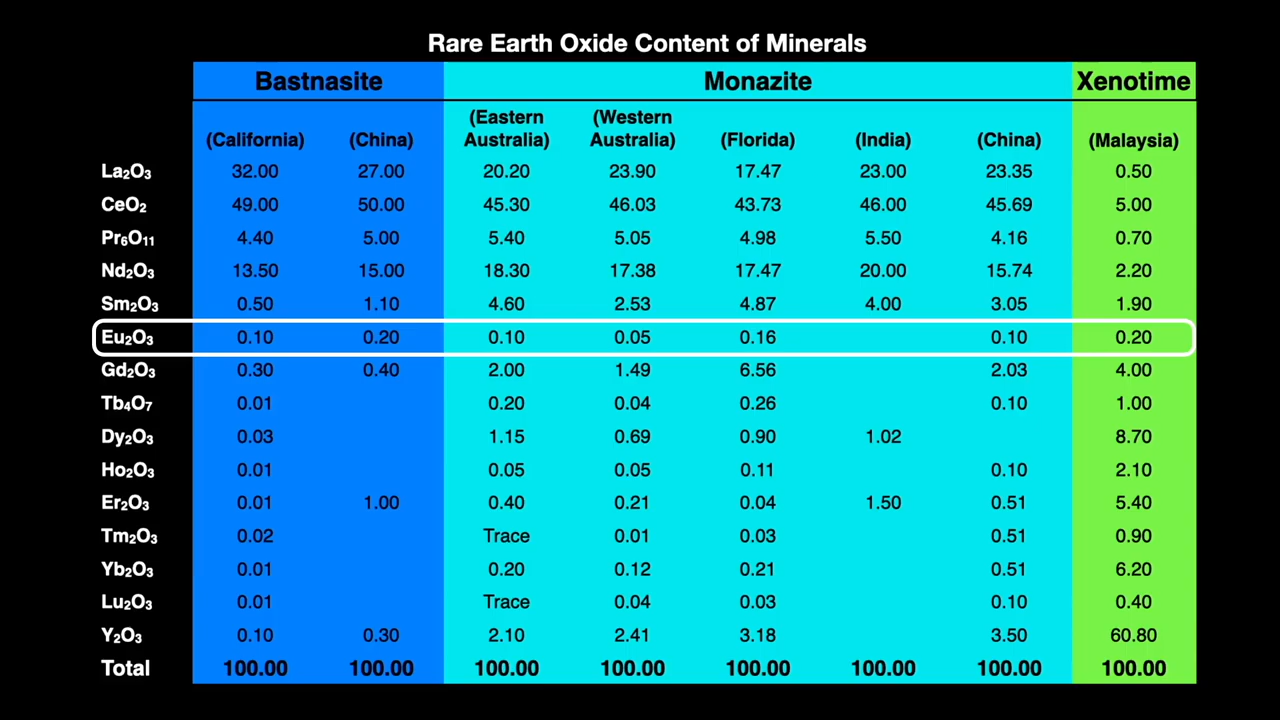 Rare Earth Oxide Content of Minerals
Bastnasite Monazite Xenotime
(California) (China) (Eastern Australia) (Western Australia) (Florida) (India) (China) (Malaysia)
La₂O₃ 32.00 27.00 20.20 23.90 17.47 23.00 23.35 0.50
CeO₂ 49.00 50.00 45.30 46.03 43.73 46.00 45.69 5.00
Pr₆O₁₁ 4.40 5.00 5.40 5.05 4.98 5.50 4.16 0.70
Nd₂O₃ 13.50 15.00 18.30 17.38 17.47 20.00 15.74 2.20
Sm₂O₃ 0.50 1.10 4.60 2.53 4.87 4.00 3.05 1.90
Eu₂O₃ 0.10 0.20 0.10 0.05 0.16 0.10 0.20
Gd₂O₃ 0.30 0.40 2.00 1.49 6.56 2.03 4.00
Tb₄O₇ 0.01 0.20 0.04 0.26 0.10 1.00
Dy₂O₃ 0.03 1.15 0.69 0.90 1.02 8.70
Ho₂O₃ 0.01 0.05 0.05 0.11 0.10 2.10
Er₂O₃ 0.01 1.00 0.40 0.21 0.04 1.50 0.51 5.40
Tm₂O₃ 0.02 Trace 0.01 0.03 0.51 0.90
Yb₂O₃ 0.01 0.20 0.12 0.21 0.51 6.20
Lu₂O₃ 0.01 Trace 0.04 0.03 0.10 0.40
Y₂O₃ 0.10 0.30 2.10 2.41 3.18 3.50 60.80
Total 100.00 100.00 100.00 100.00 100.00 100.00 100.00 100.00